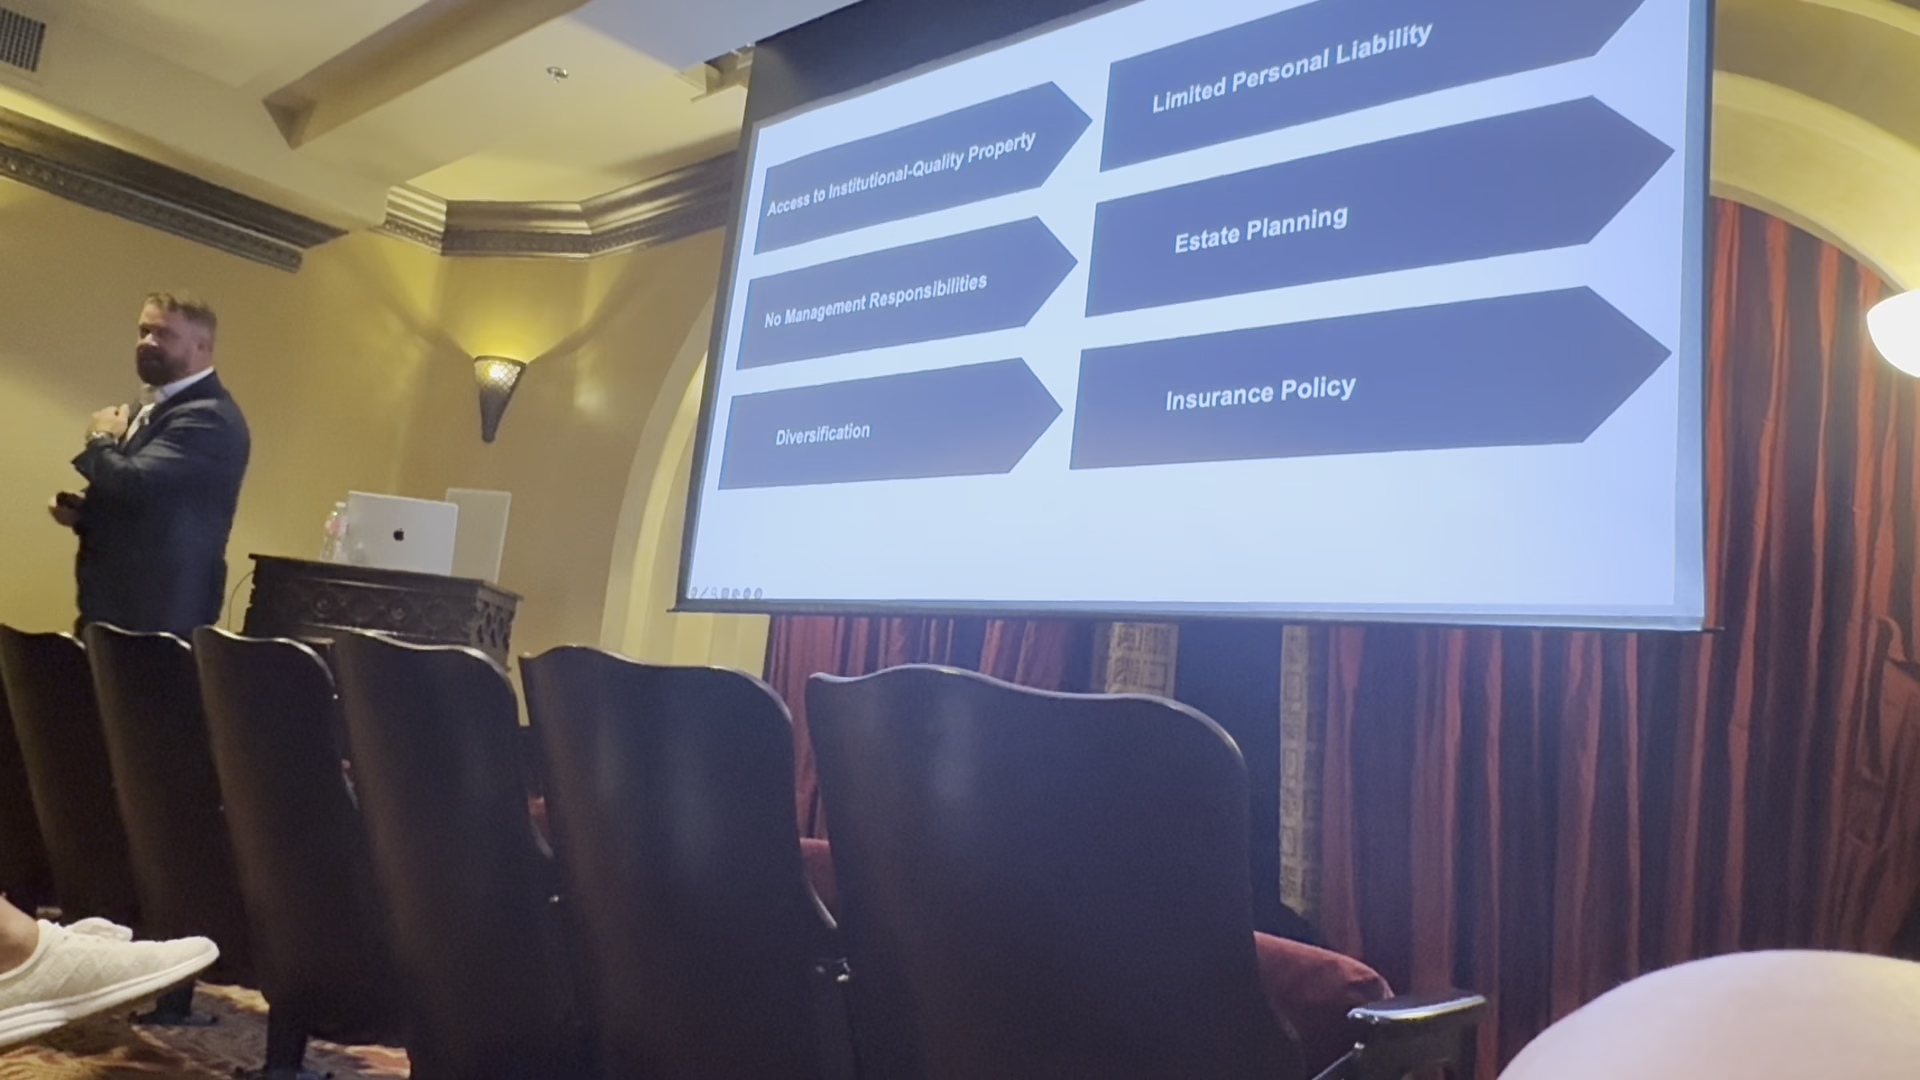 Access to Institutional-Quality Property
No Management Responsibilities
Diversification
Limited Personal Liability
Estate Planning
Insurance Policy